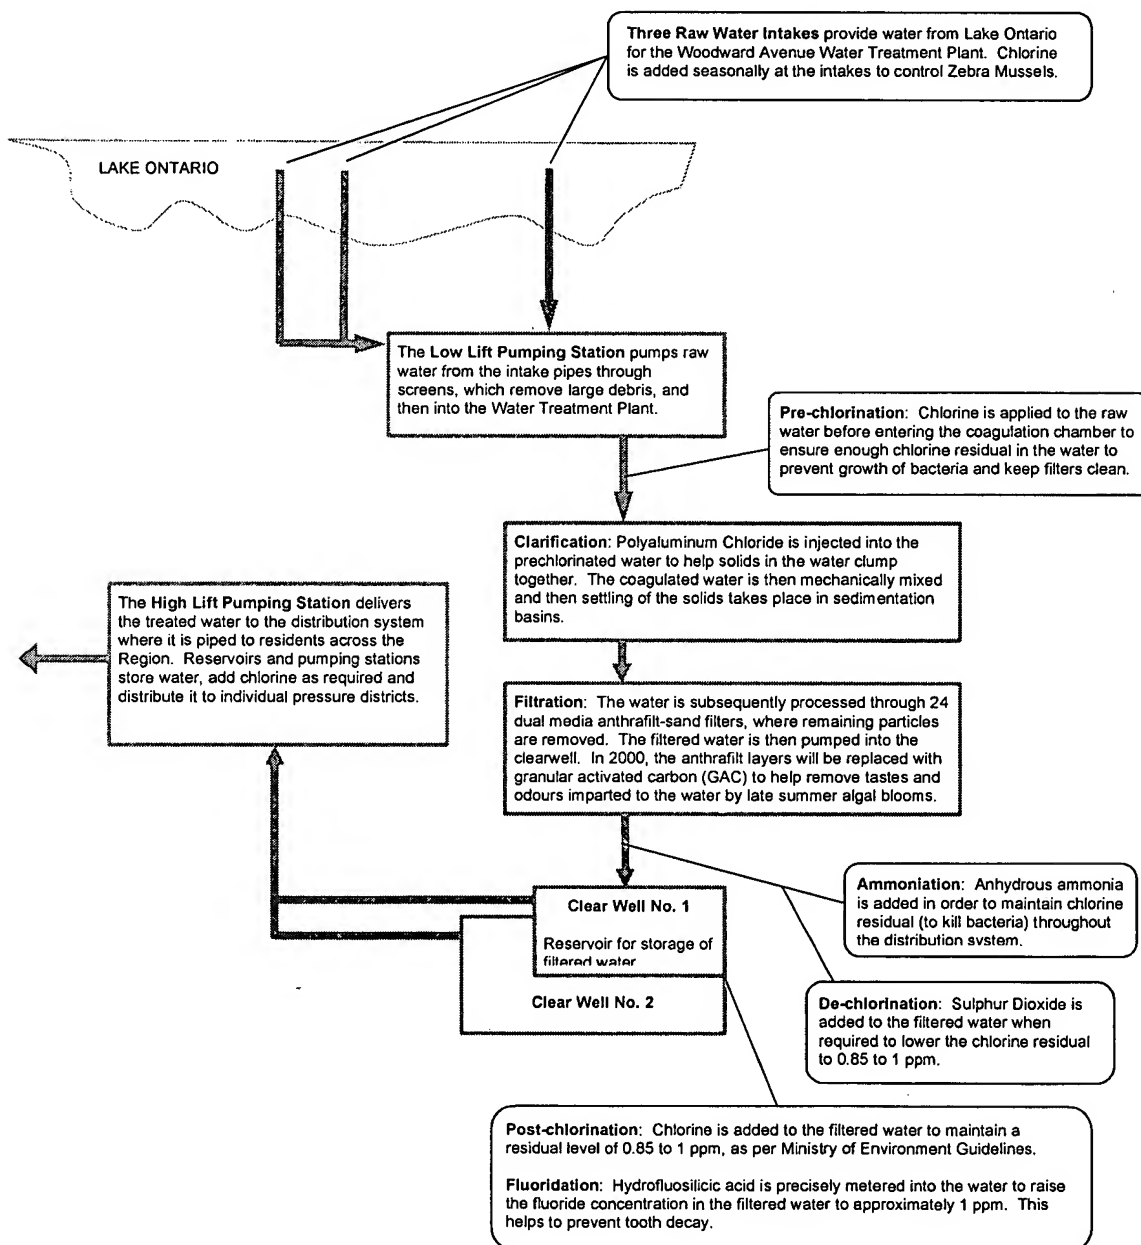 Three Raw Water Intakes provide water from Lake Ontario
for the Woodward Avenue Water Treatment Plant. Chlorine
is added seasonally at the intakes to control Zebra Mussels.
LAKE ONTARIO
The Low Lift Pumping Station pumps raw
water from the intake pipes through
screens, which remove large debris, and
then into the Water Treatment Plant.
Pre-chlorination: Chlorine is applied to the raw
water before entering the coagulation chamber to
ensure enough chlorine residual in the water to
prevent growth of bacteria and keep filters clean.
Clarification: Polyaluminum Chloride is injected into the
prechlorinated water to help solids in the water clump
together. The coagulated water is then mechanically mixed
and then settling of the solids takes place in sedimentation
basins.
The High Lift Pumping Station delivers
the treated water to the distribution system
where it is piped to residents across the
Region. Reservoirs and pumping stations
store water, add chlorine as required and
distribute it to individual pressure districts.
Filtration: The water is subsequently processed through 24
dual media anthrafilt-sand filters, where remaining particles
are removed. The filtered water is then pumped into the
clearwell. In 2000, the anthrafilt layers will be replaced with
granular activated carbon (GAC) to help remove tastes and
odours imparted to the water by late summer algal blooms.
Clear Well No. 1
Reservoir for storage of
filtered water
Clear Well No. 2
Ammoniation: Anhydrous ammonia
is added in order to maintain chlorine
residual (to kill bacteria) throughout
the distribution system.
De-chlorination: Sulphur Dioxide is
added to the filtered water when
required to lower the chlorine residual
to 0.85 to 1 ppm.
Post-chlorination: Chlorine is added to the filtered water to maintain a
residual level of 0.85 to 1 ppm, as per Ministry of Environment Guidelines.
Fluoridation: Hydrofluosilicic acid is precisely metered into the water to raise
the fluoride concentration in the filtered water to approximately 1 ppm. This
helps to prevent tooth decay.